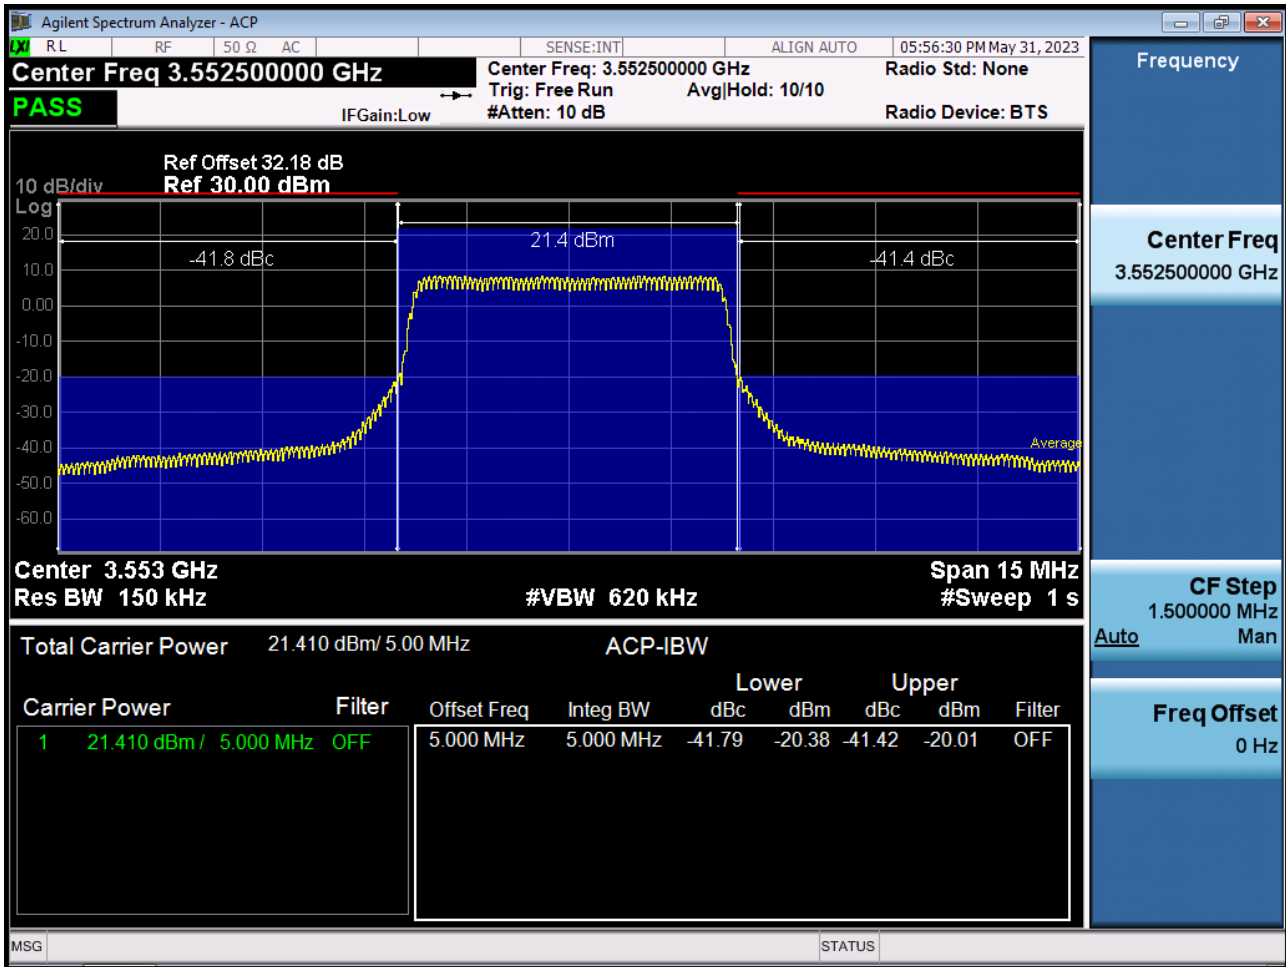 Agilent Spectrum Analyzer - ACP
LXI RL RF 50 Ω AC SENSE:INT ALIGN AUTO 05:56:30 PM May 31, 2023
Center Freq 3.552500000 GHz
Center Freq: 3.552500000 GHz Radio Std: None
Trig: Free Run Avg|Hold: 10/10
PASS IFGain:Low #Atten: 10 dB Radio Device: BTS
Ref Offset 32.18 dB
10 dB/div Ref 30.00 dBm
Log
20.0
10.0
0.00
-10.0
-20.0
-30.0
-40.0
-50.0
-60.0
-41.8 dBc
21.4 dBm
-41.4 dBc
Average
Center 3.553 GHz Span 15 MHz
Res BW 150 kHz #VBW 620 kHz #Sweep 1 s
Total Carrier Power 21.410 dBm/ 5.00 MHz ACP-IBW
Lower Upper
Carrier Power Filter Offset Freq Integ BW dBc dBm dBc dBm Filter
1 21.410 dBm / 5.000 MHz OFF 5.000 MHz 5.000 MHz -41.79 -20.38 -41.42 -20.01 OFF
MSG STATUS
Frequency
Center Freq
3.552500000 GHz
CF Step
1.500000 MHz
Auto Man
Freq Offset
0 Hz